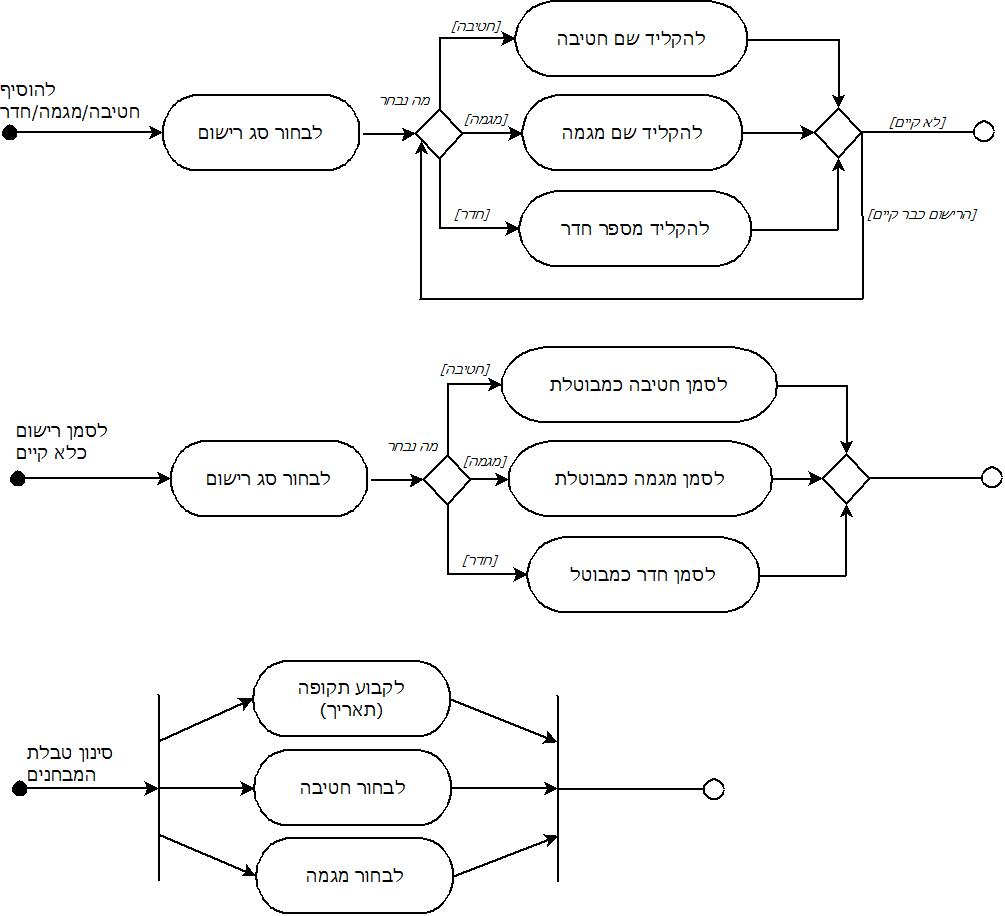 להוסיף
חטיבה/מגמה/חדר
לבחור סג רישום
מה נבחר
[חטיבה]
להקליד שם חטיבה
[מגמה]
להקליד שם מגמה
[חדר]
להקליד מספר חדר
[לא קיים]
[הרישום כבר קיים]
לסמן רישום
כלא קיים
לבחור סג רישום
מה נבחר
[חטיבה]
לסמן חטיבה כמבוטלת
[מגמה]
לסמן מגמה כמבוטלת
[חדר]
לסמן חדר כמבוטל
סינון טבלת
המבחנים
לקבוע תקופה
(תאריך)
לבחור חטיבה
לבחור מגמה